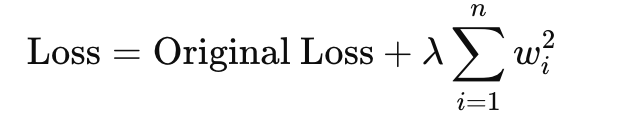 Loss = Original Loss + λ ∑_{i=1}^{n} w_i^2